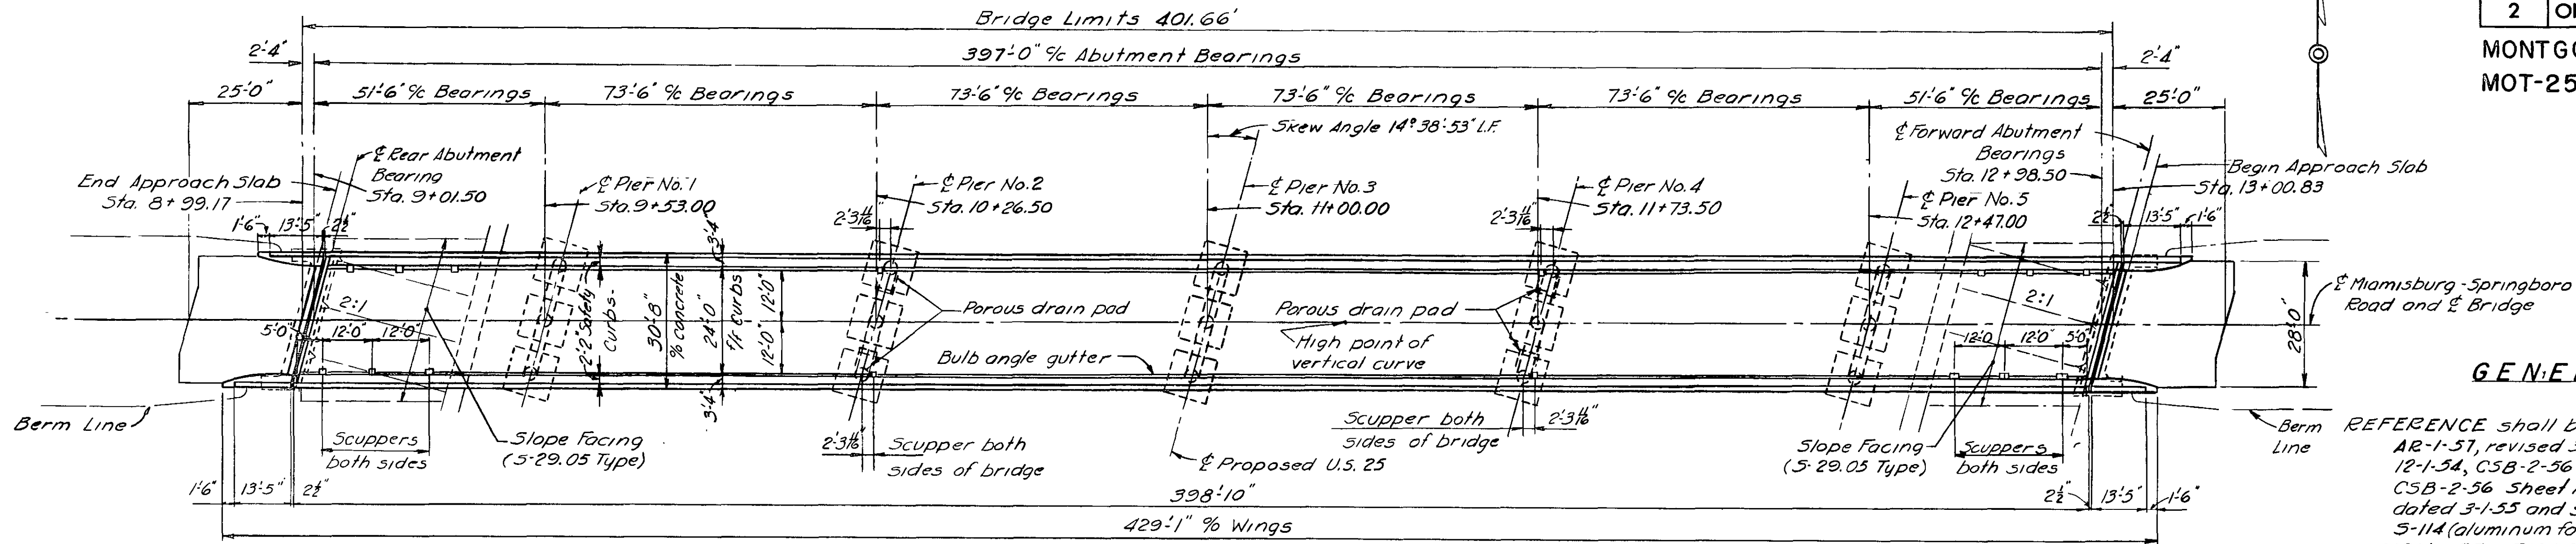 Bridge Limits 401.66'
2 OH
MONTGO
MOT-25
2'-4"
397'-0" c/c Abutment Bearings
2'-4"
25'-0"
51'-6" c/c Bearings
73'-6" c/c Bearings
73'-6" c/c Bearings
73'-6" c/c Bearings
73'-6" c/c Bearings
51'-6" c/c Bearings
25'-0"
Skew Angle 14° 38'-53" L.F.
℄ Rear Abutment
Bearing
Sta. 9+01.50
End Approach Slab
Sta. 8+99.17
℄ Pier No. 1
Sta. 9+53.00
℄ Pier No. 2
Sta. 10+26.50
℄ Pier No. 3
Sta. 11+00.00
℄ Pier No. 4
Sta. 11+73.50
℄ Pier No. 5
Sta. 12+47.00
℄ Forward Abutment
Bearings
Sta. 12+98.50
Begin Approach Slab
Sta. 13+00.83
1'-6"
13'-5"
2½"
2'-3 11/16"
3'-4"
2'-3 11/16"
2½"
13'-5"
1'-6"
2:1
5'-0"
12'-0"
12'-0"
2'-2" Safety
Curbs
30'-8"
o/o concrete
24'-0"
f/f curbs
12'-0"
12'-0"
3'-4"
Porous drain pad
Bulb angle gutter
Porous drain pad
High point of
vertical curve
2:1
12'-0"
12'-0"
5'-0"
28'-0"
℄ Miamisburg-Springboro
Road and ℄ Bridge
Berm Line
Scuppers
both sides
Slope Facing
(S-29.05 Type)
2'-3 11/16"
Scupper both
sides of bridge
℄ Proposed U.S. 25
Scupper both
sides of bridge
2'-3 11/16"
Slope Facing
(S-29.05 Type)
Scuppers
both sides
Berm
Line
1'-6"
13'-5"
2½"
398'-10"
2½"
13'-5"
1'-6"
429'-1" o/o Wings
GENE
REFERENCE shall b
AR-1-57, revised
12-1-54, CSB-2-56
CSB-2-56 Sheet
dated 3-1-55 and
S-114 (aluminum fa